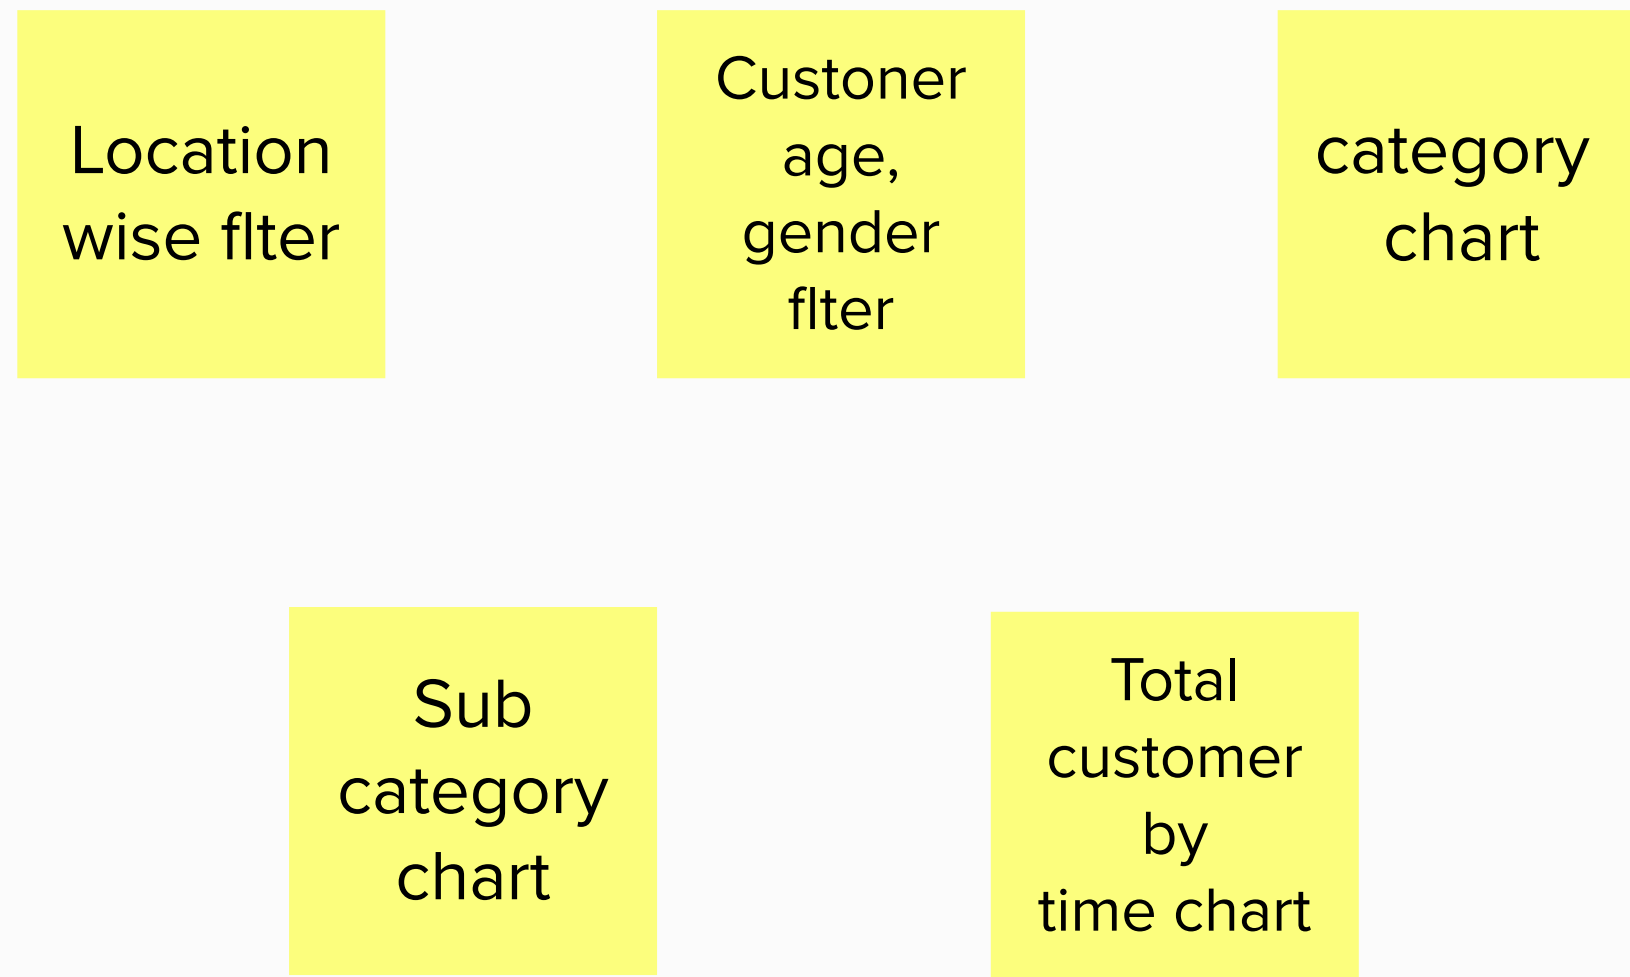 Location
wise flter
Custoner
age,
gender
flter
category
chart
Sub
category
chart
Total
customer
by
time chart